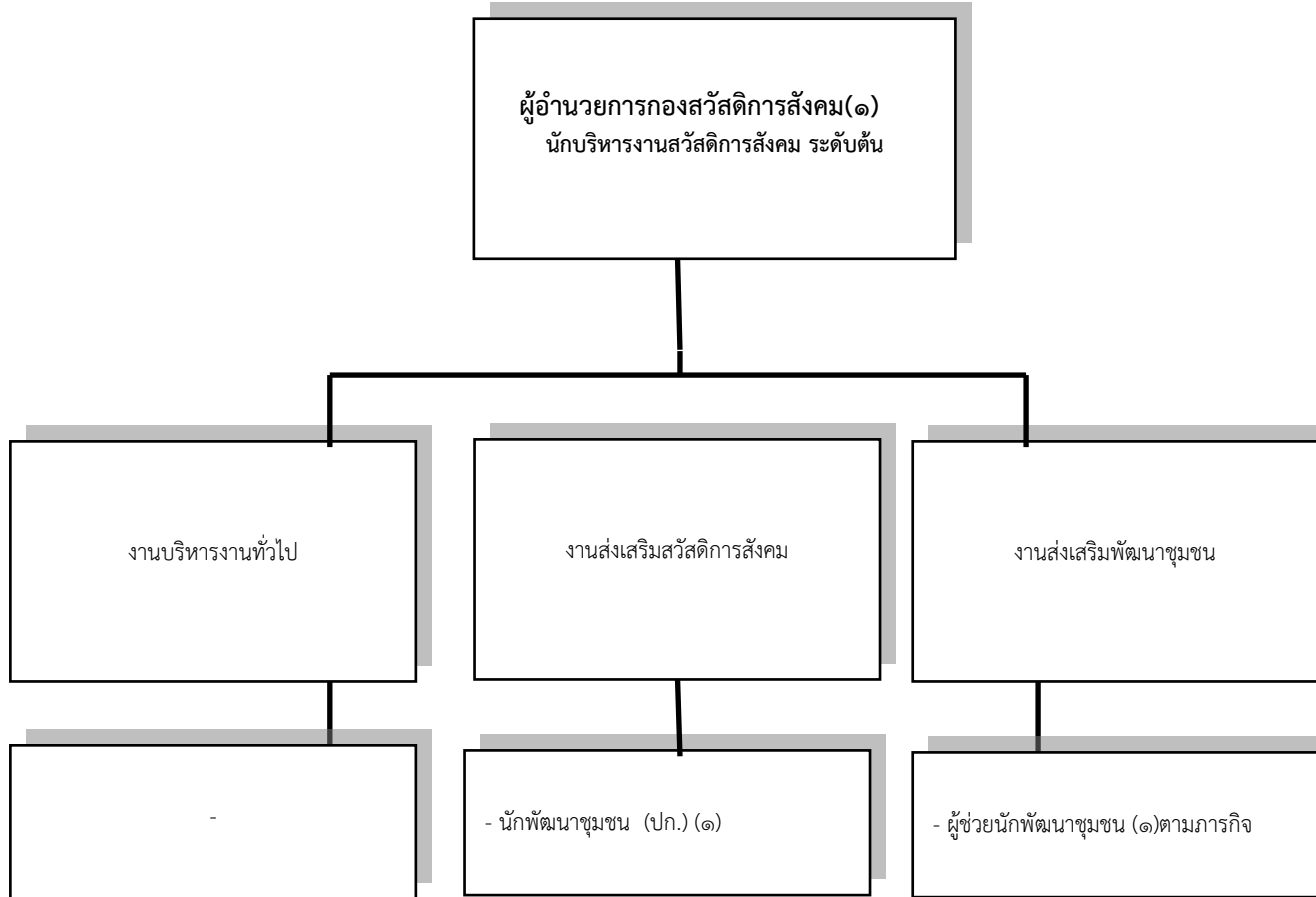 ผู้อำนวยการกองสวัสดิการสังคม(๑)
นักบริหารงานสวัสดิการสังคม ระดับต้น
งานบริหารงานทั่วไป
งานส่งเสริมสวัสดิการสังคม
งานส่งเสริมพัฒนาชุมชน
-
- นักพัฒนาชุมชน (ปก.) (๑)
- ผู้ช่วยนักพัฒนาชุมชน (๑)ตามภารกิจ